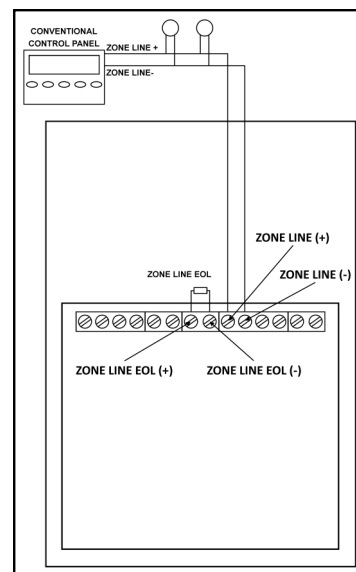 CONVENTIONAL
CONTROL PANEL
ZONE LINE +
ZONE LINE-
ZONE LINE (+)
ZONE LINE EOL
ZONE LINE (-)
ZONE LINE EOL (+)
ZONE LINE EOL (-)